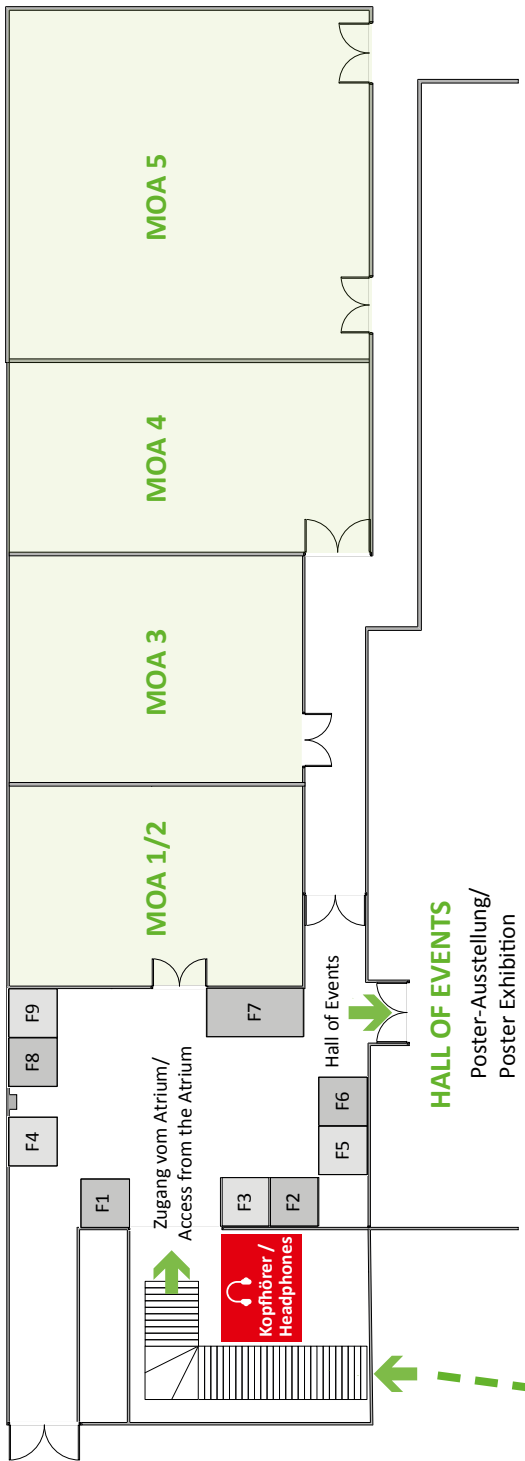 MOA 5
MOA 4
MOA 3
MOA 1/2
F9
F8
F4
F1
F7
F3
F2
F6
F5
Zugang vom Atrium/
Access from the Atrium
Kopfhörer /
Headphones
Hall of Events
HALL OF EVENTS
Poster-Ausstellung/
Poster Exhibition